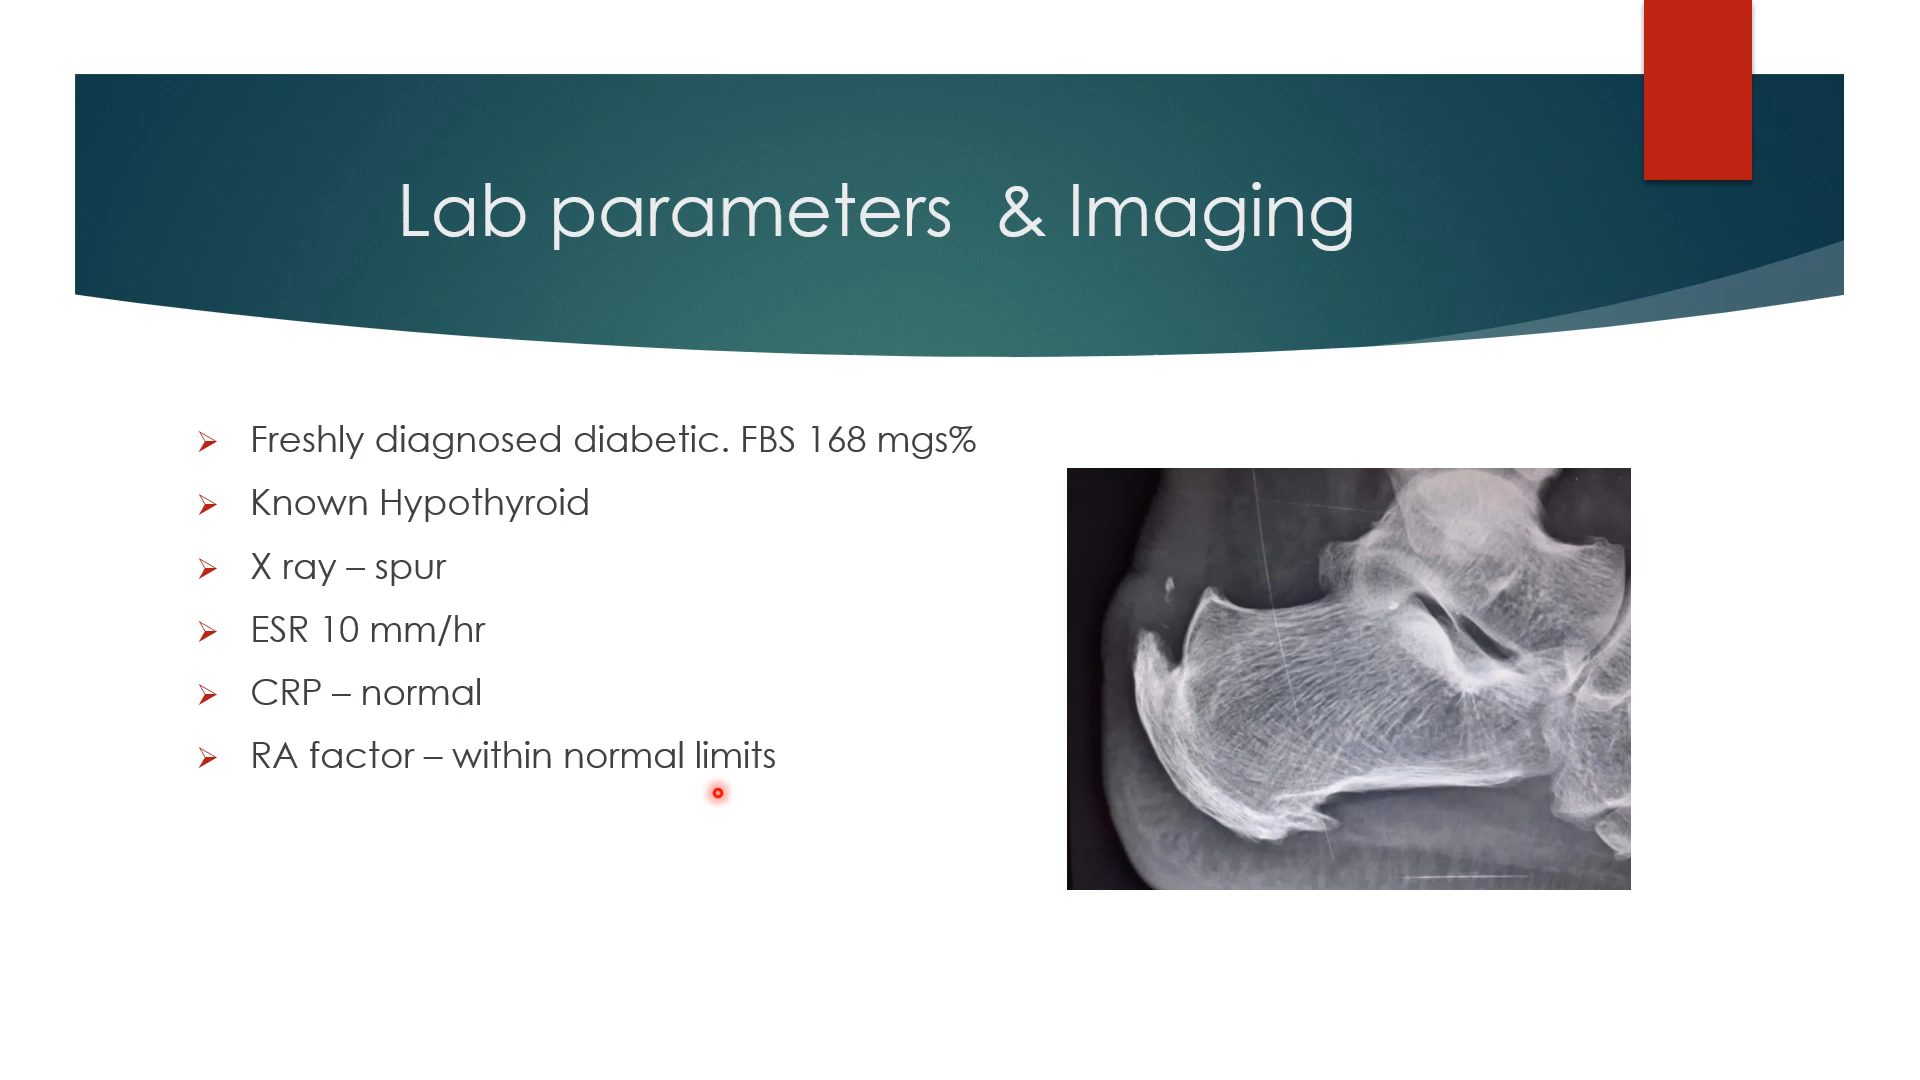 Lab parameters & Imaging
Freshly diagnosed diabetic. FBS 168 mgs%
Known Hypothyroid
X ray – spur
ESR 10 mm/hr
CRP – normal
RA factor – within normal limits